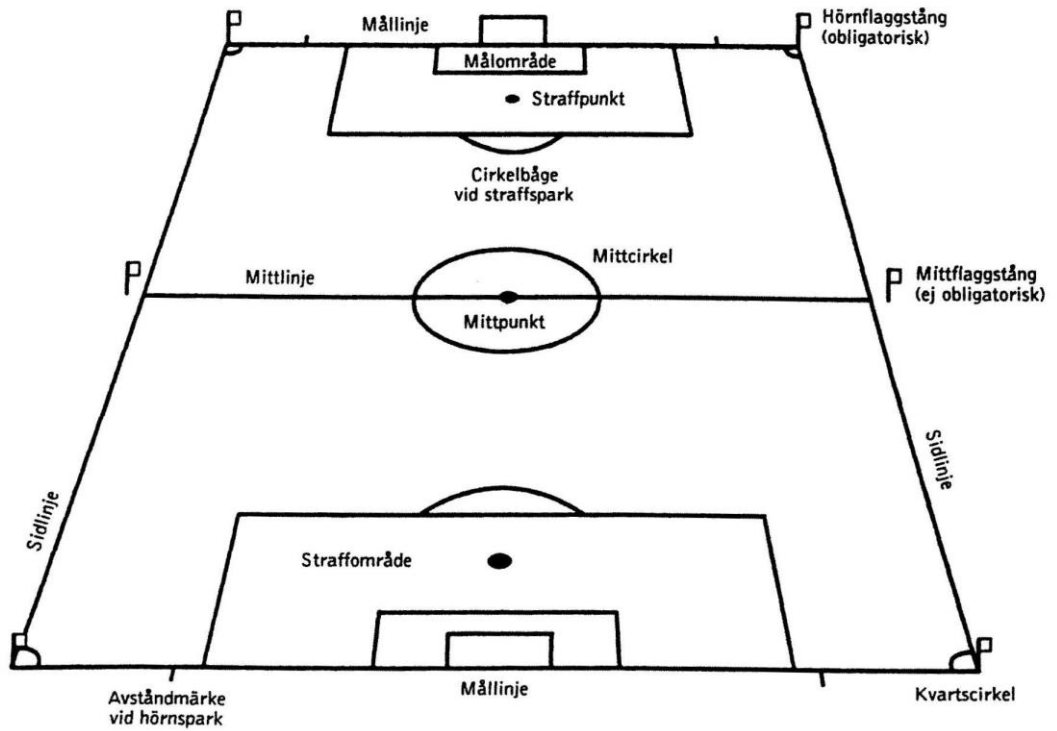 Mållinje
Hörnflaggstång
(obligatorisk)
Målområde
Straffpunkt
Cirkelbåge
vid straffspark
Mittcirkel
Mittlinje
Mittflaggstång
(ej obligatorisk)
Mittpunkt
Sidlinje
Sidlinje
Straffområde
Mållinje
Avståndmärke
vid hörnspark
Kvartscirkel